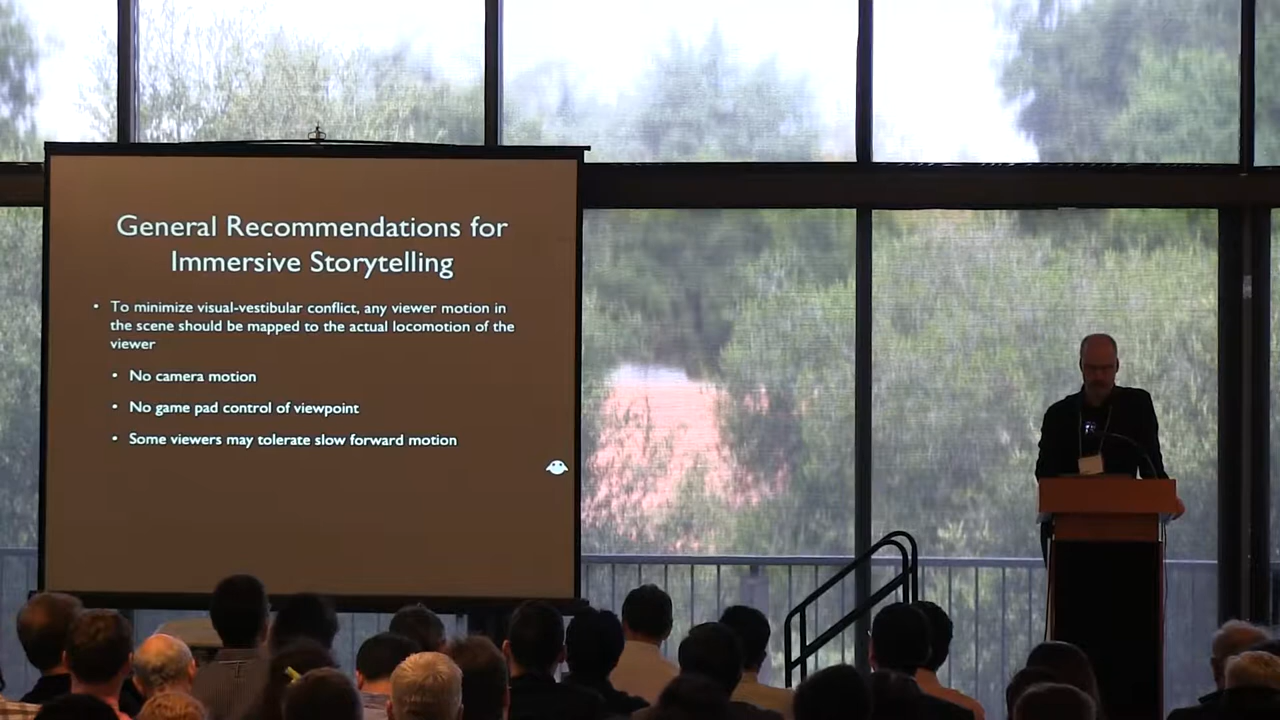 General Recommendations for
Immersive Storytelling
• To minimize visual-vestibular conflict, any viewer motion in
the scene should be mapped to the actual locomotion of the
viewer
• No camera motion
• No game pad control of viewpoint
• Some viewers may tolerate slow forward motion